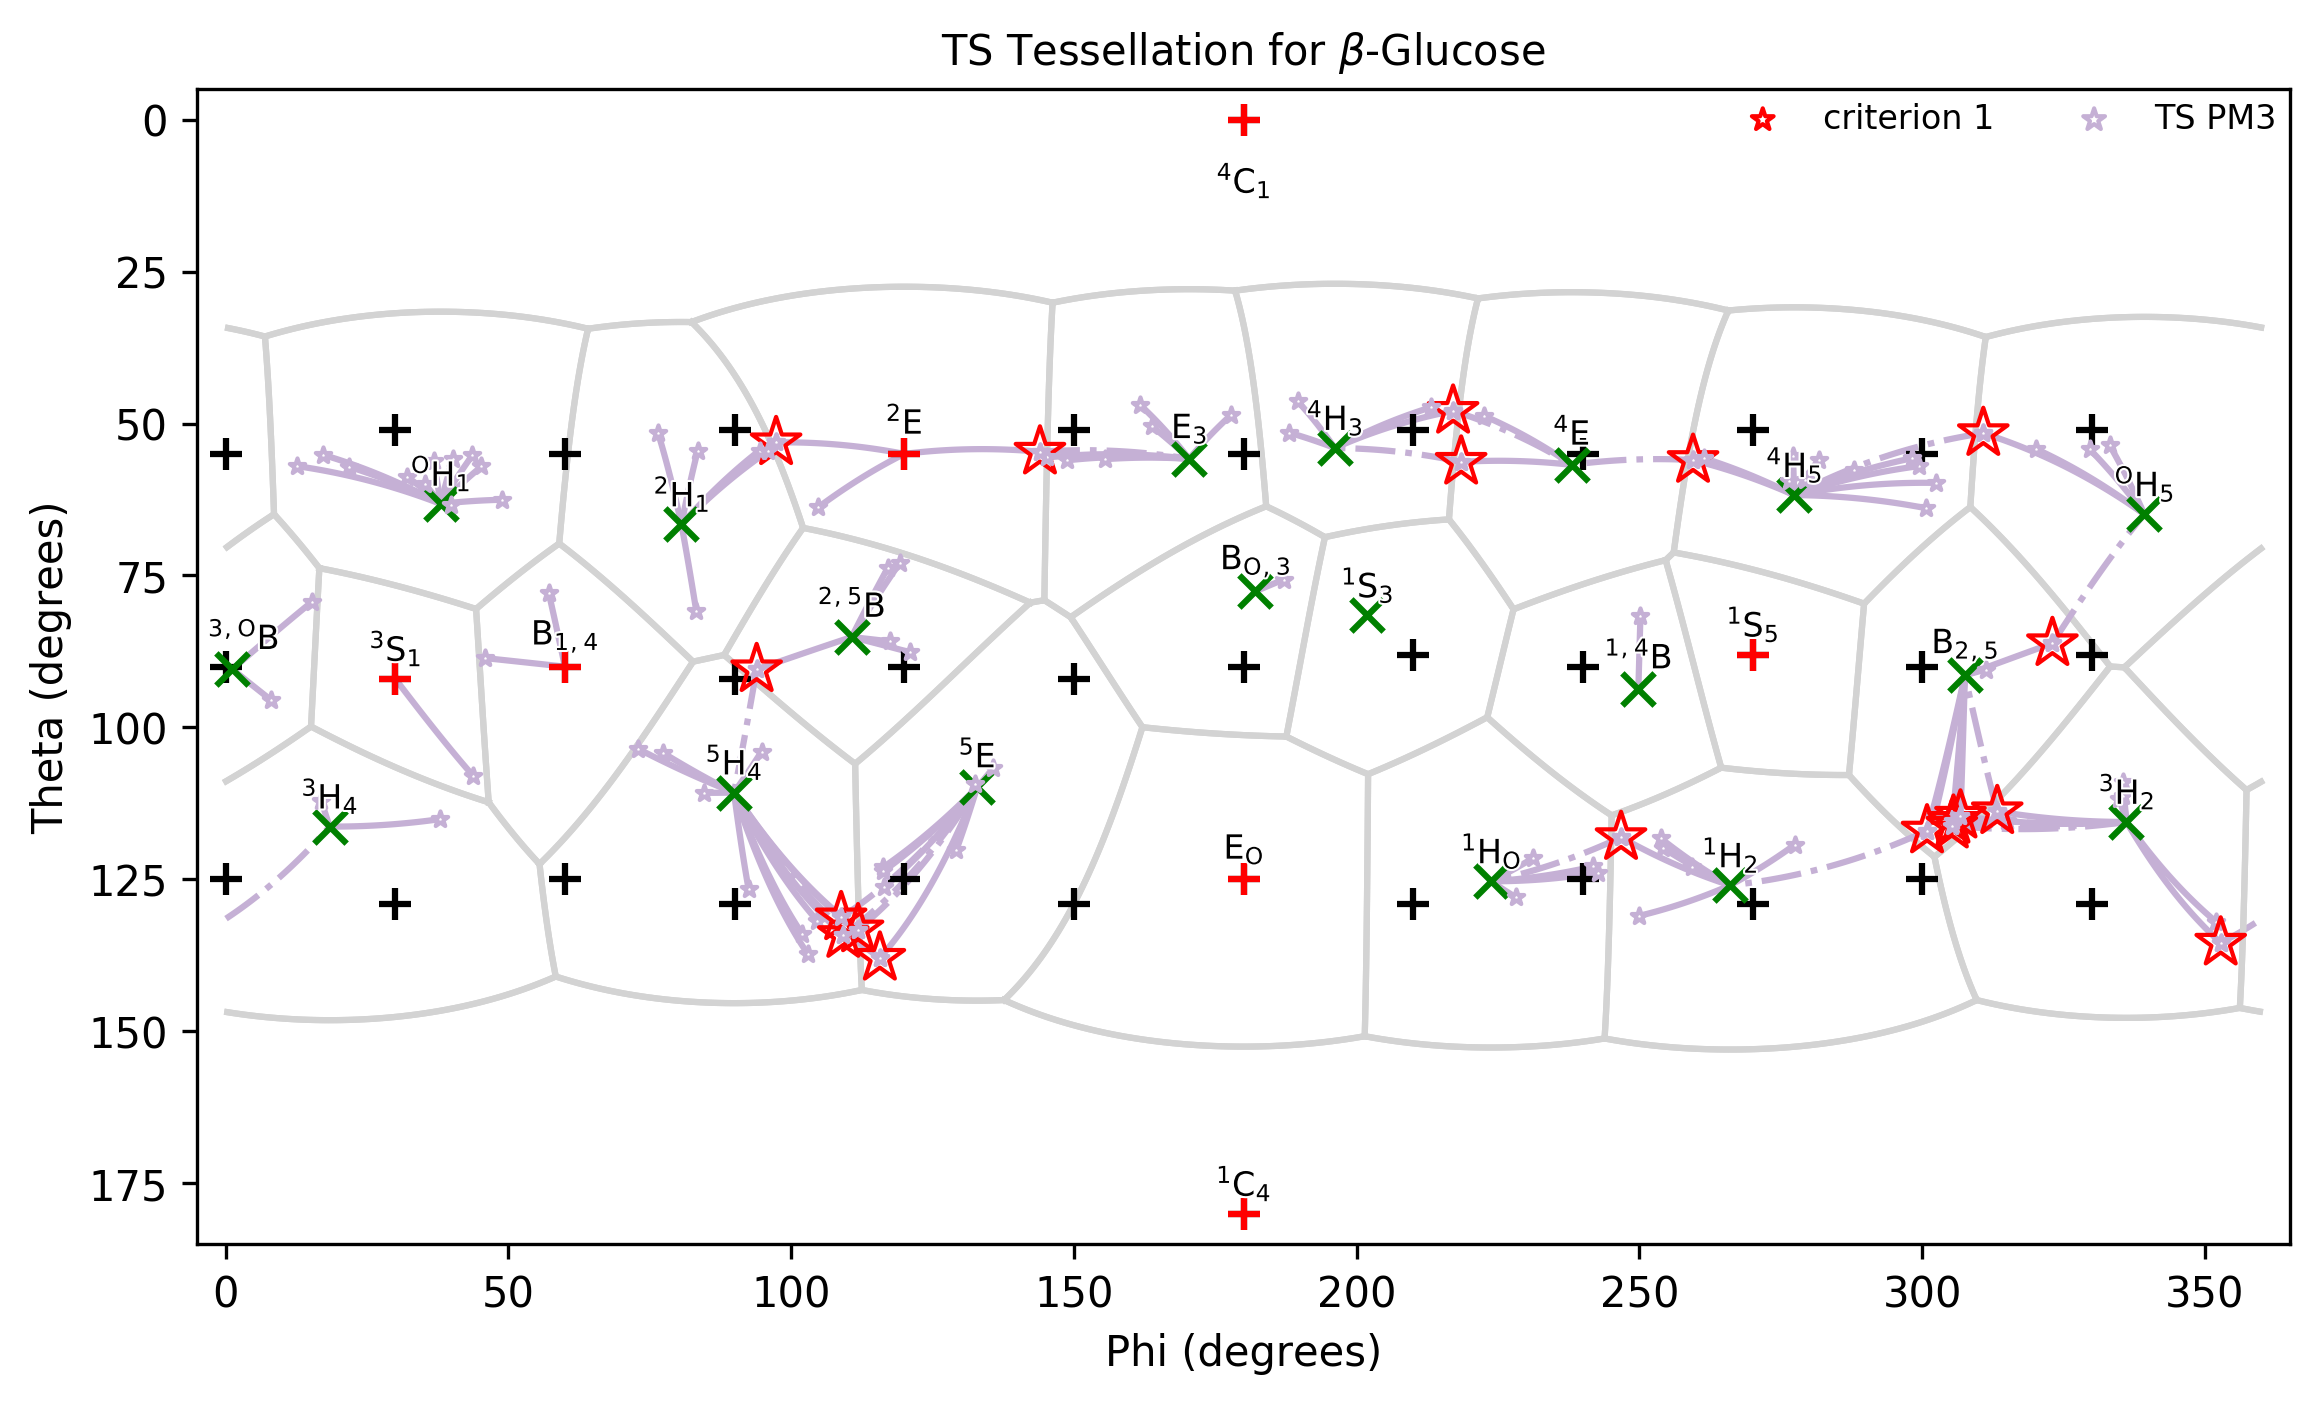 TS Tessellation for β-Glucose
criterion 1
TS PM3
⁴C₁
²E
E₃
⁴H₃
⁴E
ᴼH₁
²H₁
⁴H₅
ᴼH₅
B_O,3
¹S₃
²,⁵B
³,ᴼB
³S₁
B₁,₄
¹,⁴B
¹S₅
B₂,₅
⁵H₄
⁵E
³H₄
³H₂
E_O
¹H_O
¹H₂
¹C₄
0
25
50
75
100
125
150
175
Theta (degrees)
0 50 100 150 200 250 300 350
Phi (degrees)